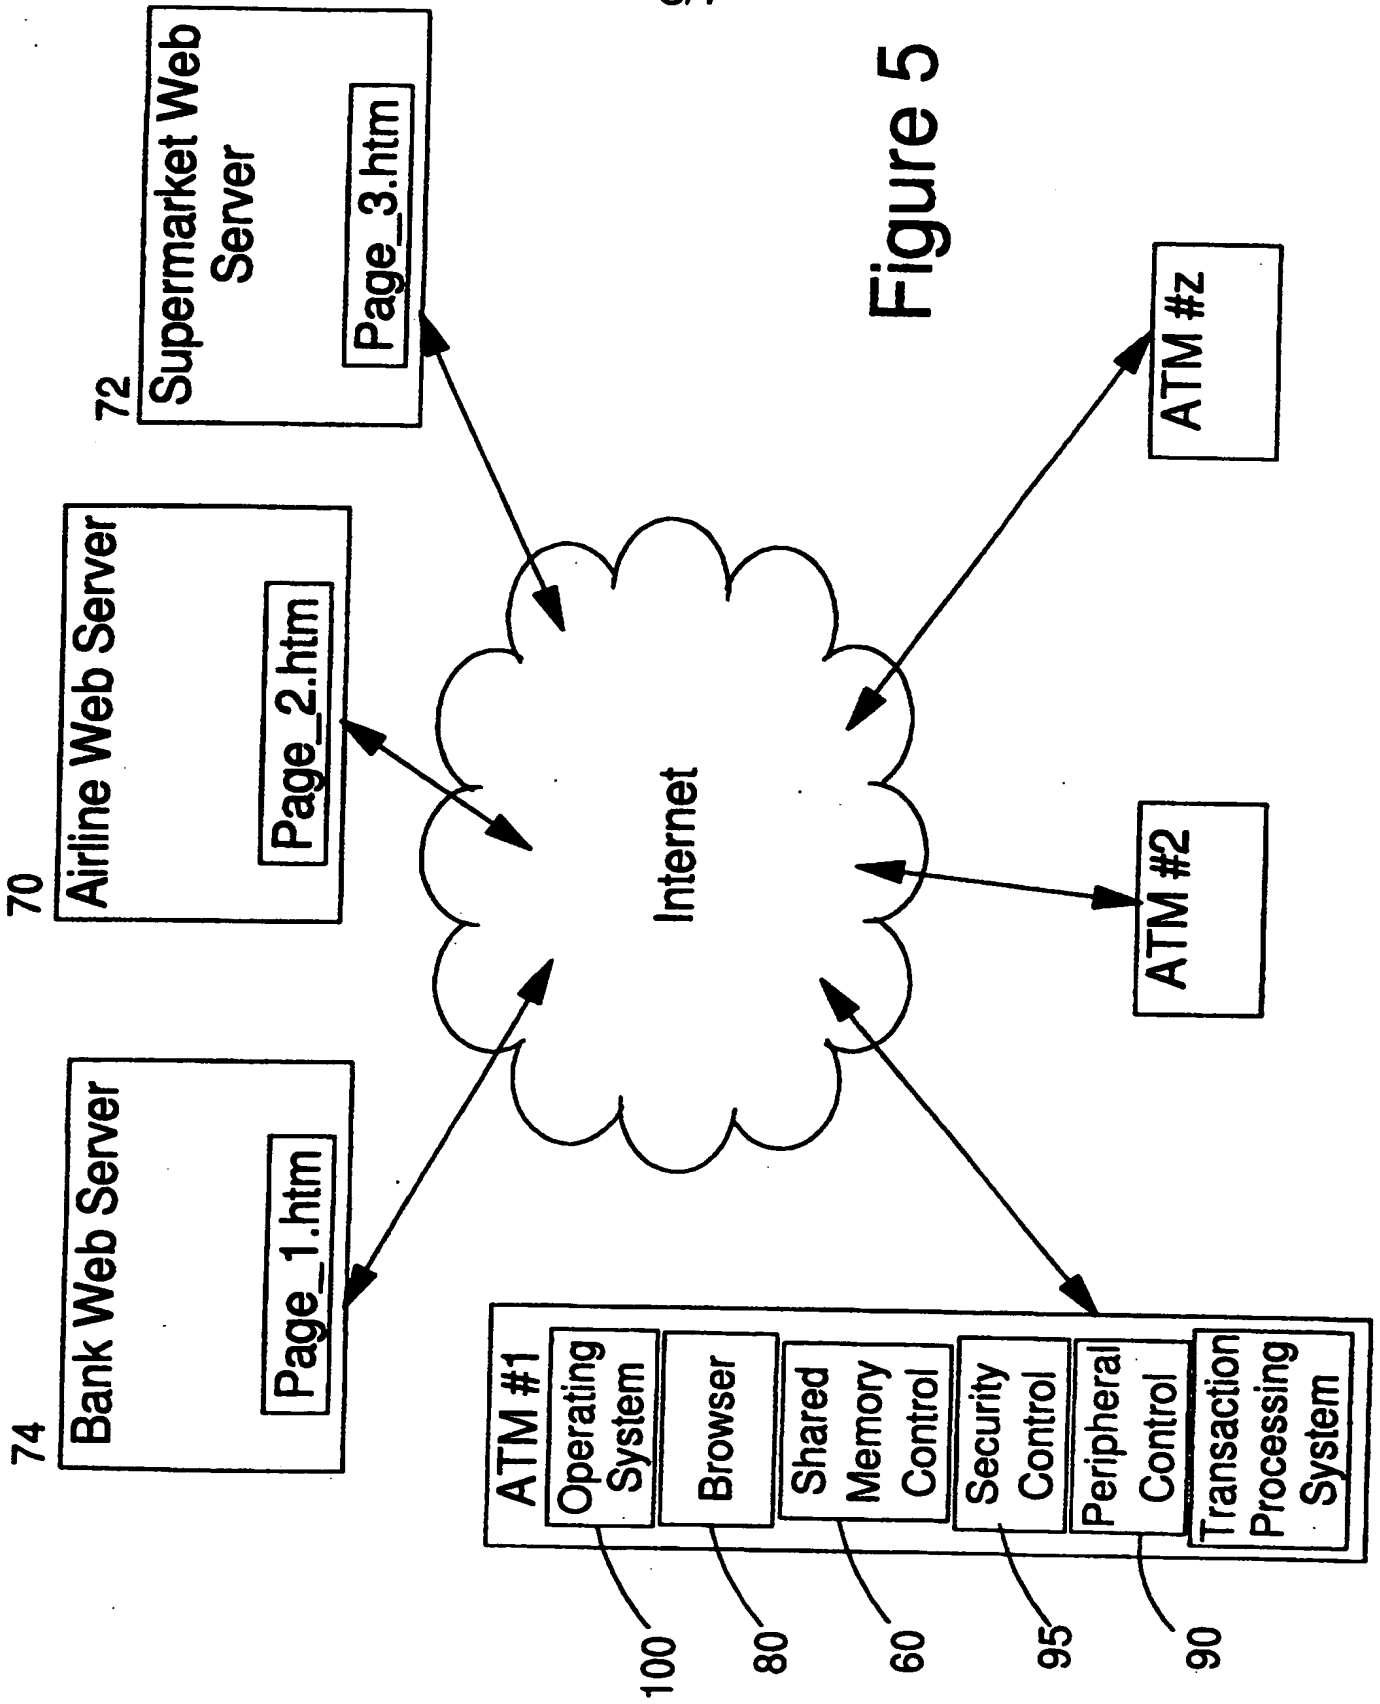 74
Bank Web Server
Page_1.htm
70
Airline Web Server
Page_2.htm
72
Supermarket Web
Server
Page_3.htm
Internet
ATM #1
Operating
System
Browser
Shared
Memory
Control
Security
Control
Peripheral
Control
Transaction
Processing
System
100
80
60
95
90
ATM #2
ATM #z
Figure 5